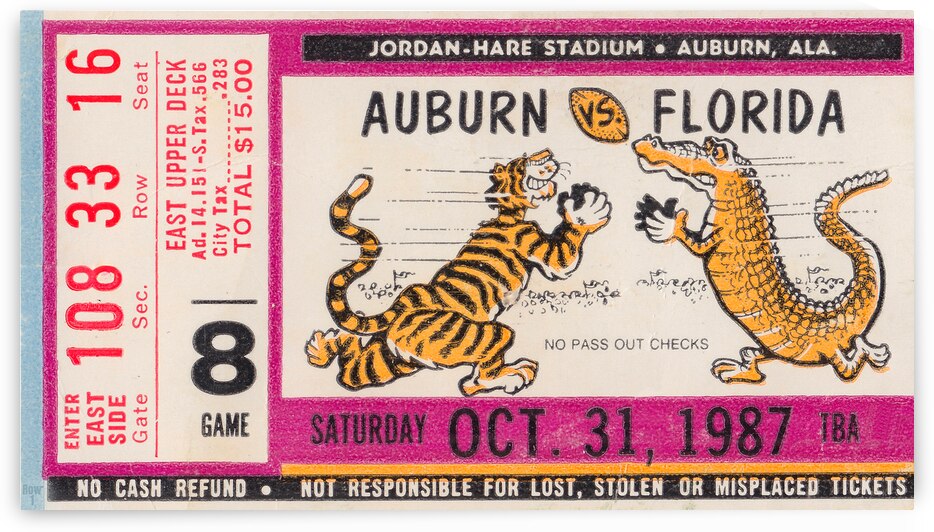 JORDAN-HARE STADIUM • AUBURN, ALA.
AUBURN VS. FLORIDA
NO PASS OUT CHECKS
SATURDAY OCT. 31, 1987 TBA
NO CASH REFUND • NOT RESPONSIBLE FOR LOST, STOLEN OR MISPLACED TICKETS
8
GAME
EAST UPPER DECK
Ad. 14.151-S. Tax .566
City Tax........... .283
TOTAL $15.00
Gate Sec. Row Seat
ENTER
EAST
SIDE
108 33 16
Row
1